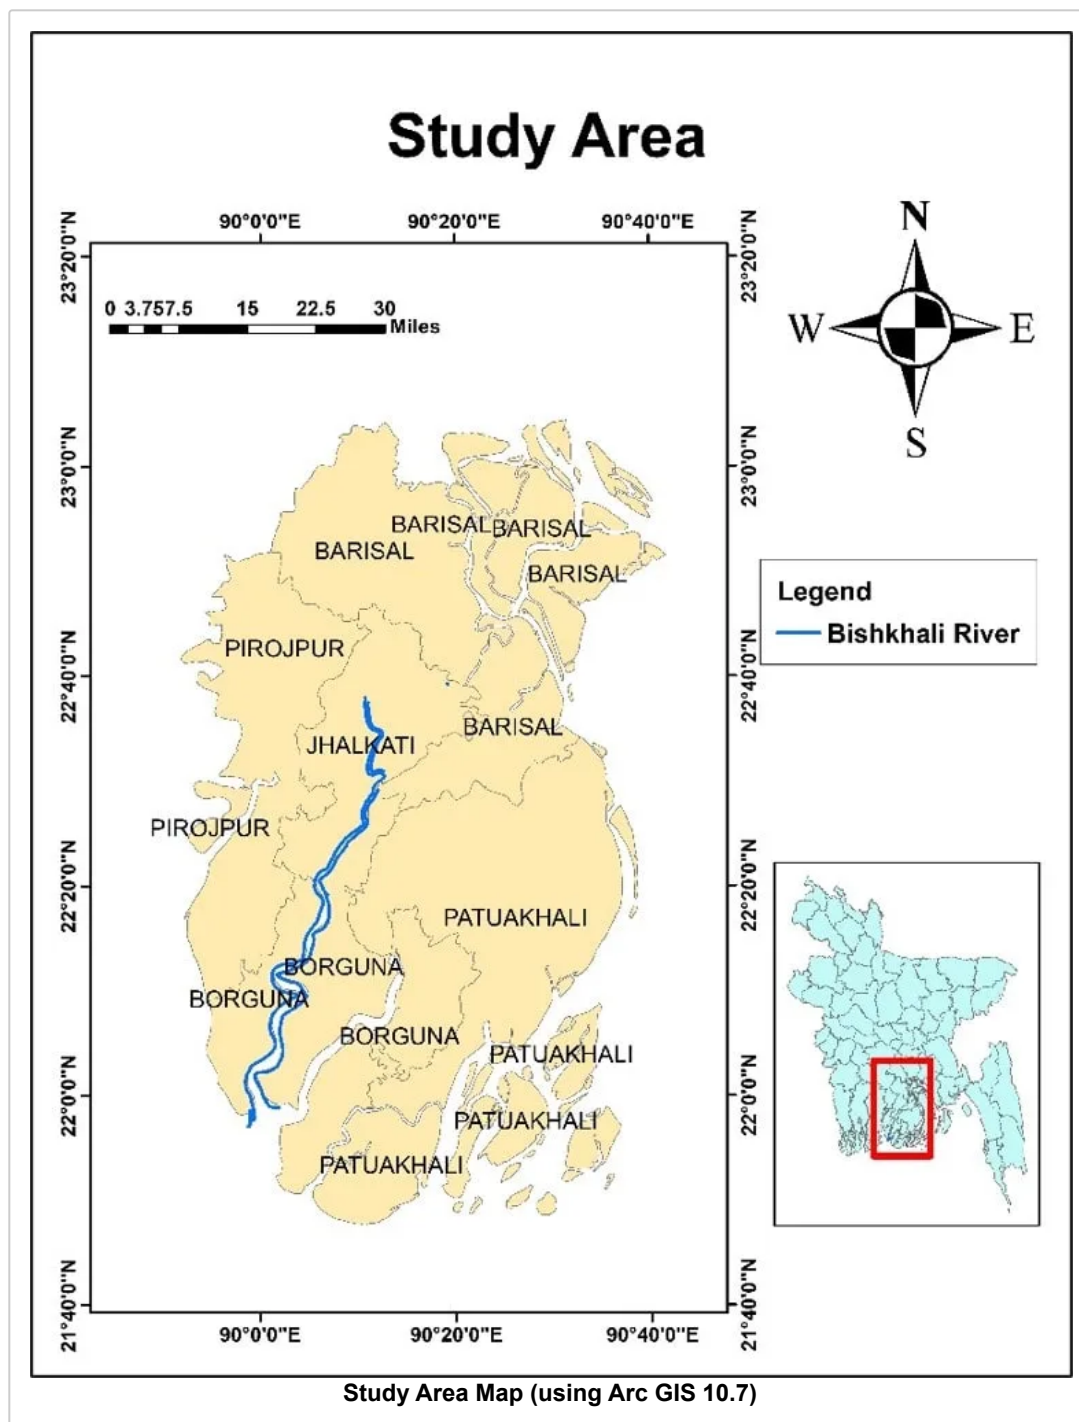 Study Area
90°0'0"E 90°20'0"E 90°40'0"E
N
W E
S
23°20'0"N 23°20'0"N
0 3.757.5 15 22.5 30
Miles
23°0'0"N 23°0'0"N
BARISAL BARISAL
BARISAL
BARISAL
Legend
Bishkhali River
PIROJPUR
22°40'0"N 22°40'0"N
BARISAL
JHALKATI
PIROJPUR
22°20'0"N 22°20'0"N
PATUAKHALI
BORGUNA
BORGUNA
BORGUNA
PATUAKHALI
22°0'0"N 22°0'0"N
PATUAKHALI
PATUAKHALI
21°40'0"N 21°40'0"N
90°0'0"E 90°20'0"E 90°40'0"E
Study Area Map (using Arc GIS 10.7)